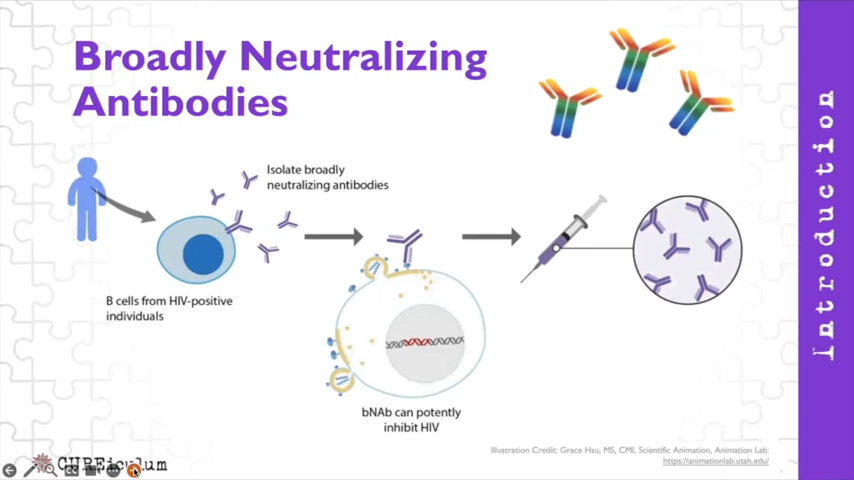 Broadly Neutralizing
Antibodies
Isolate broadly
neutralizing antibodies
B cells from HIV-positive
individuals
bNAb can potently
inhibit HIV
Introduction
Illustration Credit: Grace Hsu, MS, CMI, Scientific Animation, Animation Lab:
https://animationlab.utah.edu/
CUREiculum